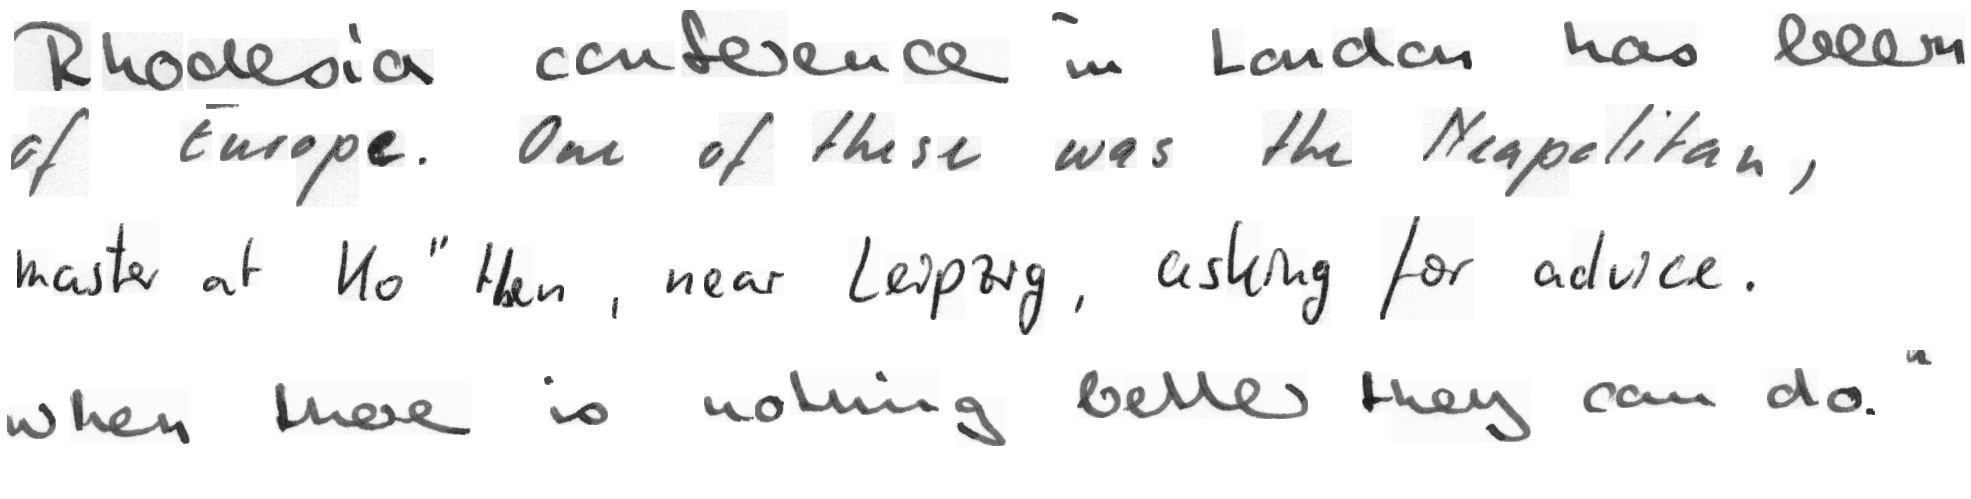 Rhodesia conference in London has been
of Europe. One of these was the Neapolitan,
master at Ko" then, near Leipzig, asking for advice.
when there is nothing better they can do."